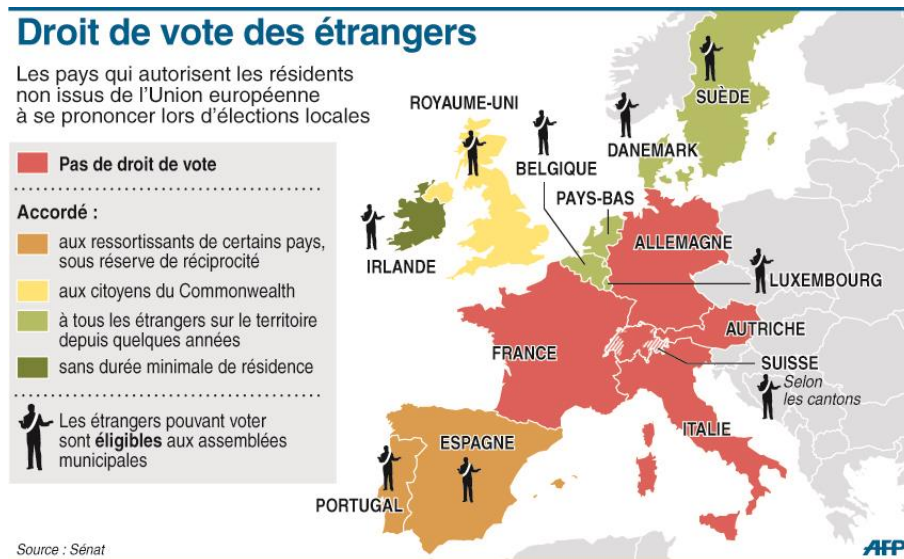 Droit de vote des étrangers
Les pays qui autorisent les résidents
non issus de l'Union européenne
à se prononcer lors d'élections locales
Pas de droit de vote
Accordé :
aux ressortissants de certains pays,
sous réserve de réciprocité
aux citoyens du Commonwealth
à tous les étrangers sur le territoire
depuis quelques années
sans durée minimale de résidence
Les étrangers pouvant voter
sont éligibles aux assemblées
municipales
SUÈDE
ROYAUME-UNI
DANEMARK
BELGIQUE
PAYS-BAS
ALLEMAGNE
IRLANDE
LUXEMBOURG
AUTRICHE
FRANCE
SUISSE
Selon
les cantons
ITALIE
ESPAGNE
PORTUGAL
Source : Sénat
AFP